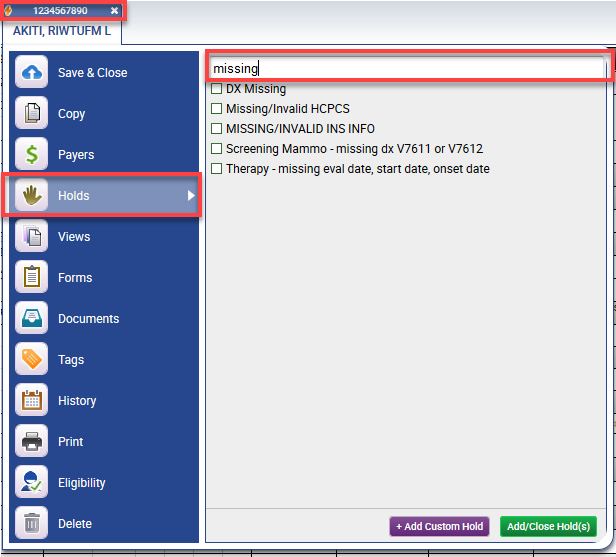 1234567890
AKITI, RIWTUFM L
Save & Close
Copy
Payers
Holds
Views
Forms
Documents
Tags
History
Print
Eligibility
Delete
missing
DX Missing
Missing/Invalid HCPCS
MISSING/INVALID INS INFO
Screening Mammo - missing dx V7611 or V7612
Therapy - missing eval date, start date, onset date
+ Add Custom Hold
Add/Close Hold(s)